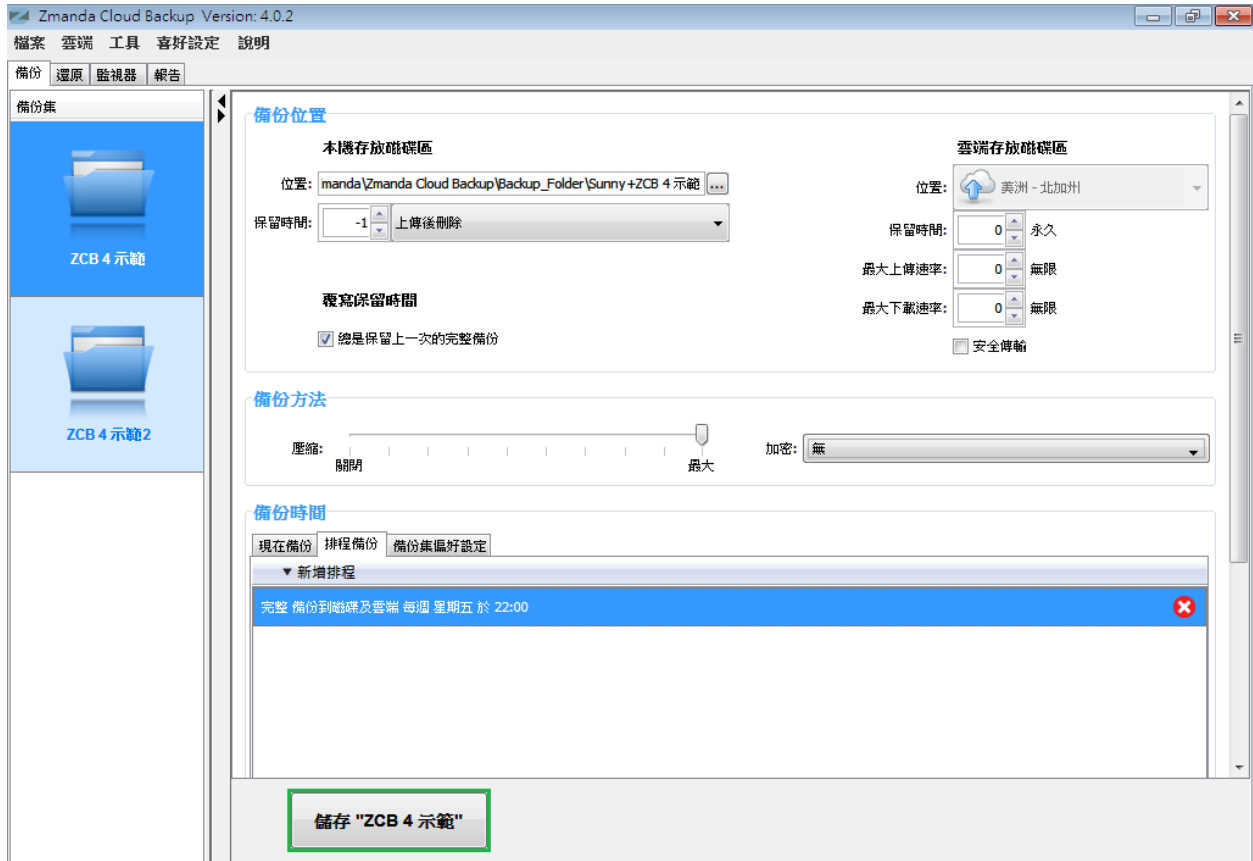 Zmanda Cloud Backup Version: 4.0.2
檔案 雲端 工具 喜好設定 說明
備份 還原 監視器 報告
備份集
ZCB 4 示範
ZCB 4 示範2
備份位置
本機存放磁碟區
位置: manda\Zmanda Cloud Backup\Backup_Folder\Sunny+ZCB 4 示範 ...
保留時間: -1 上傳後刪除
覆寫保留時間
總是保留上一次的完整備份
雲端存放磁碟區
位置: 美洲 - 北加州
保留時間: 0 永久
最大上傳速率: 0 無限
最大下載速率: 0 無限
安全傳輸
備份方法
壓縮: 關閉 最大
加密: 無
備份時間
現在備份 排程備份 備份集偏好設定
▼ 新增排程
完整 備份到磁碟及雲端 每週 星期五 於 22:00
儲存 "ZCB 4 示範"